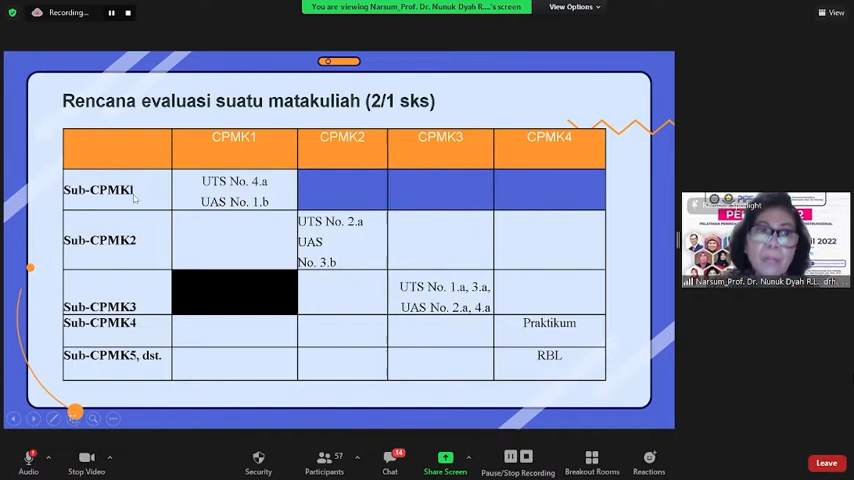 Recording...
You are viewing Narsum_Prof. Dr. Nunuk Dyah R....'s screen
View Options
View
Rencana evaluasi suatu matakuliah (2/1 sks)
CPMK1 CPMK2 CPMK3 CPMK4
Sub-CPMK1
UTS No. 4.a
UAS No. 1.b
Sub-CPMK2
UTS No. 2.a
UAS
No. 3.b
Sub-CPMK3
UTS No. 1.a, 3.a,
UAS No. 2.a, 4.a
Sub-CPMK4 Praktikum
Sub-CPMK5, dst. RBL
2022
Narsum_Prof. Dr. Nunuk Dyah R.L., drh. ...
1
57
14
Audio
Stop Video
Security
Participants
Chat
Share Screen
Pause/Stop Recording
Breakout Rooms
Reactions
Leave